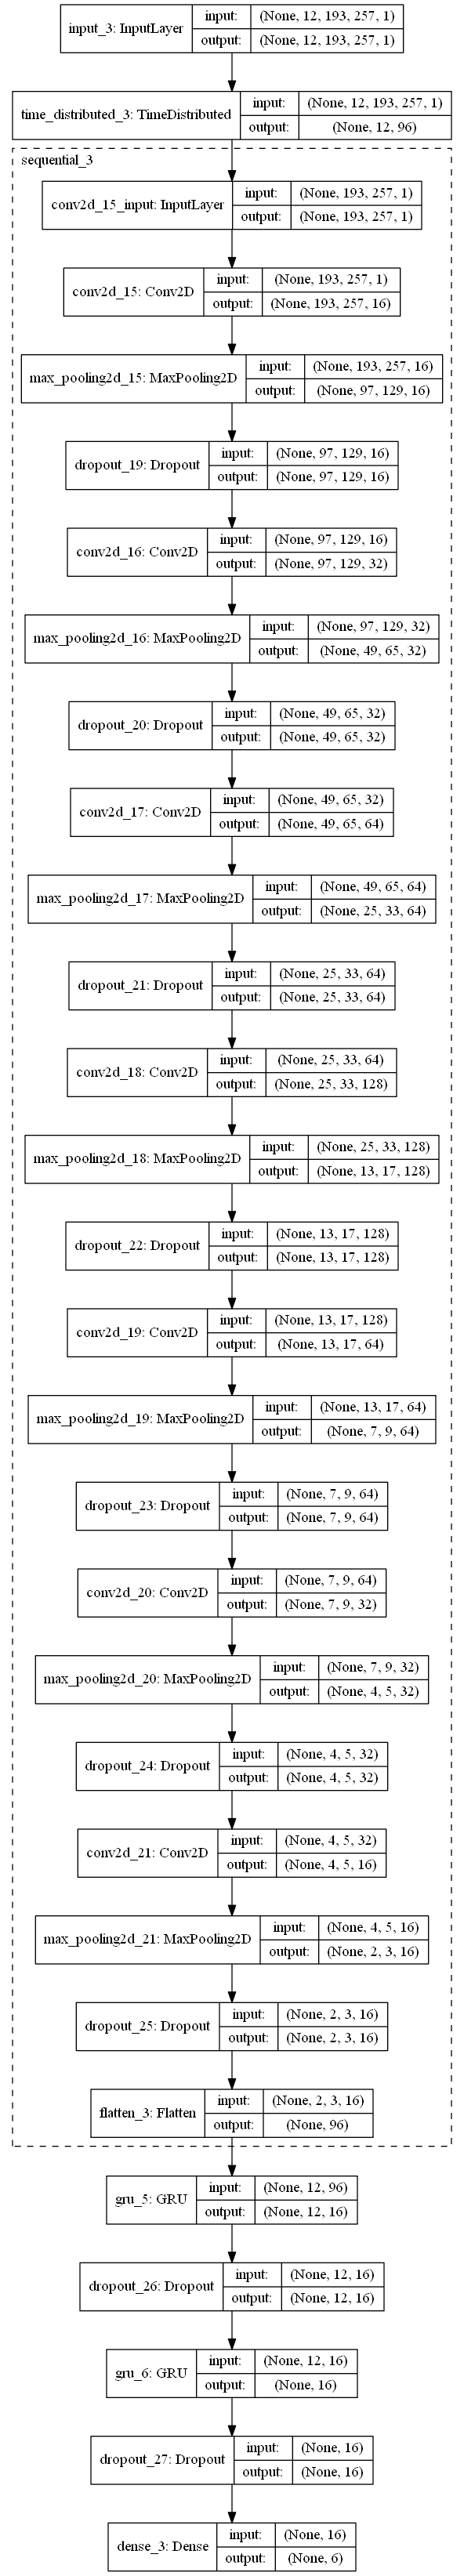 input_3: InputLayer
input: (None, 12, 193, 257, 1)
output: (None, 12, 193, 257, 1)
time_distributed_3: TimeDistributed
input: (None, 12, 193, 257, 1)
output: (None, 12, 96)
sequential_3
conv2d_15_input: InputLayer
input: (None, 193, 257, 1)
output: (None, 193, 257, 1)
conv2d_15: Conv2D
input: (None, 193, 257, 1)
output: (None, 193, 257, 16)
max_pooling2d_15: MaxPooling2D
input: (None, 193, 257, 16)
output: (None, 97, 129, 16)
dropout_19: Dropout
input: (None, 97, 129, 16)
output: (None, 97, 129, 16)
conv2d_16: Conv2D
input: (None, 97, 129, 16)
output: (None, 97, 129, 32)
max_pooling2d_16: MaxPooling2D
input: (None, 97, 129, 32)
output: (None, 49, 65, 32)
dropout_20: Dropout
input: (None, 49, 65, 32)
output: (None, 49, 65, 32)
conv2d_17: Conv2D
input: (None, 49, 65, 32)
output: (None, 49, 65, 64)
max_pooling2d_17: MaxPooling2D
input: (None, 49, 65, 64)
output: (None, 25, 33, 64)
dropout_21: Dropout
input: (None, 25, 33, 64)
output: (None, 25, 33, 64)
conv2d_18: Conv2D
input: (None, 25, 33, 64)
output: (None, 25, 33, 128)
max_pooling2d_18: MaxPooling2D
input: (None, 25, 33, 128)
output: (None, 13, 17, 128)
dropout_22: Dropout
input: (None, 13, 17, 128)
output: (None, 13, 17, 128)
conv2d_19: Conv2D
input: (None, 13, 17, 128)
output: (None, 13, 17, 64)
max_pooling2d_19: MaxPooling2D
input: (None, 13, 17, 64)
output: (None, 7, 9, 64)
dropout_23: Dropout
input: (None, 7, 9, 64)
output: (None, 7, 9, 64)
conv2d_20: Conv2D
input: (None, 7, 9, 64)
output: (None, 7, 9, 32)
max_pooling2d_20: MaxPooling2D
input: (None, 7, 9, 32)
output: (None, 4, 5, 32)
dropout_24: Dropout
input: (None, 4, 5, 32)
output: (None, 4, 5, 32)
conv2d_21: Conv2D
input: (None, 4, 5, 32)
output: (None, 4, 5, 16)
max_pooling2d_21: MaxPooling2D
input: (None, 4, 5, 16)
output: (None, 2, 3, 16)
dropout_25: Dropout
input: (None, 2, 3, 16)
output: (None, 2, 3, 16)
flatten_3: Flatten
input: (None, 2, 3, 16)
output: (None, 96)
gru_5: GRU
input: (None, 12, 96)
output: (None, 12, 16)
dropout_26: Dropout
input: (None, 12, 16)
output: (None, 12, 16)
gru_6: GRU
input: (None, 12, 16)
output: (None, 16)
dropout_27: Dropout
input: (None, 16)
output: (None, 16)
dense_3: Dense
input: (None, 16)
output: (None, 6)